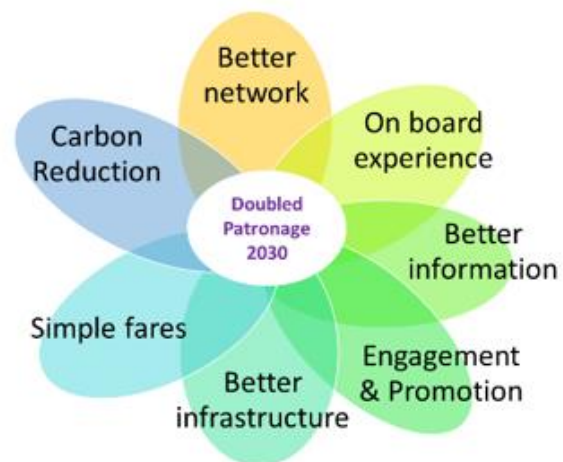 Better
network
On board
experience
Better
information
Engagement
& Promotion
Better
infrastructure
Simple fares
Carbon
Reduction
Doubled
Patronage
2030